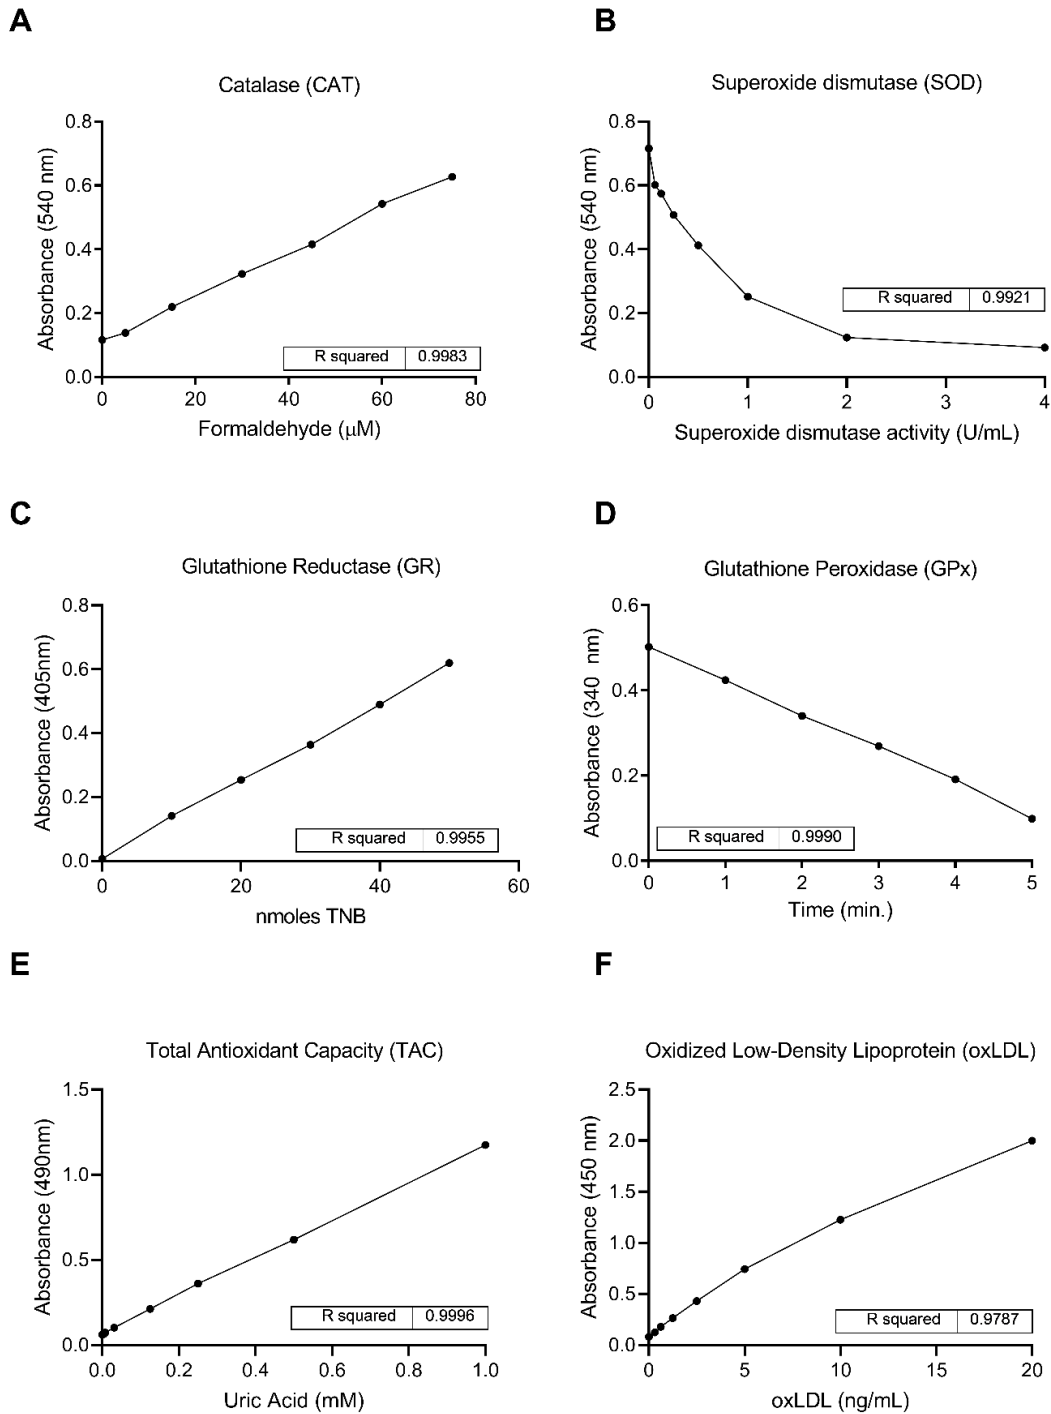 A
Catalase (CAT)
Absorbance (540 nm)
0.8
0.6
0.4
0.2
0.0
R squared 0.9983
0 20 40 60 80
Formaldehyde (μM)
B
Superoxide dismutase (SOD)
Absorbance (540 nm)
0.8
0.6
0.4
0.2
0.0
R squared 0.9921
0 1 2 3 4
Superoxide dismutase activity (U/mL)
C
Glutathione Reductase (GR)
Absorbance (405nm)
0.8
0.6
0.4
0.2
0.0
R squared 0.9955
0 20 40 60
nmoles TNB
D
Glutathione Peroxidase (GPx)
Absorbance (340 nm)
0.6
0.4
0.2
0.0
R squared 0.9990
0 1 2 3 4 5
Time (min.)
E
Total Antioxidant Capacity (TAC)
Absorbance (490nm)
1.5
1.0
0.5
0.0
R squared 0.9996
0.0 0.2 0.4 0.6 0.8 1.0
Uric Acid (mM)
F
Oxidized Low-Density Lipoprotein (oxLDL)
Absorbance (450 nm)
2.5
2.0
1.5
1.0
0.5
0.0
R squared 0.9787
0 5 10 15 20
oxLDL (ng/mL)